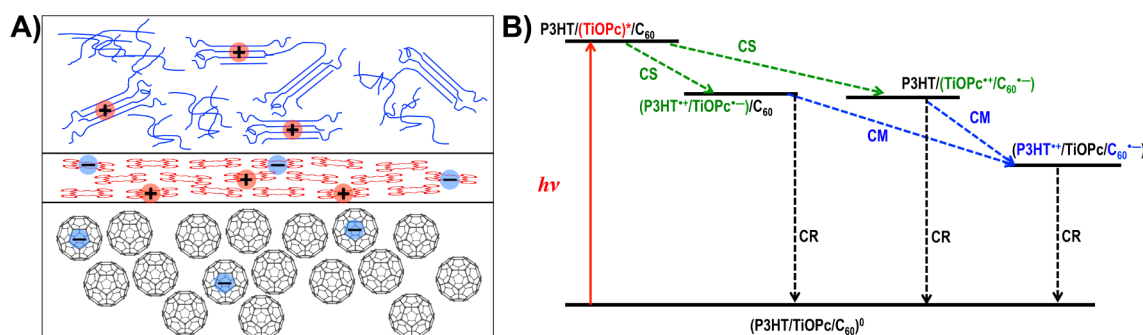 A)
+
+
+
−
−
−
+
+
+
−
−
−
B)
P3HT/(TiOPc)*/C₆₀
CS
CS
P3HT/(TiOPc•+/C₆₀•—)
(P3HT•+/TiOPc•—)/C₆₀
CM
CM
(P3HT•+/TiOPc/C₆₀•—)
hν
CR
CR
CR
(P3HT/TiOPc/C₆₀)⁰